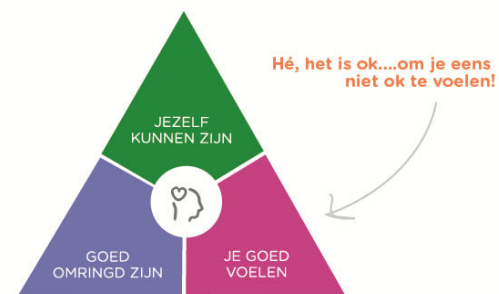 Hé, het is ok....om je eens
niet ok te voelen!
JEZELF
KUNNEN ZIJN
GOED
OMRINGD ZIJN
JE GOED
VOELEN